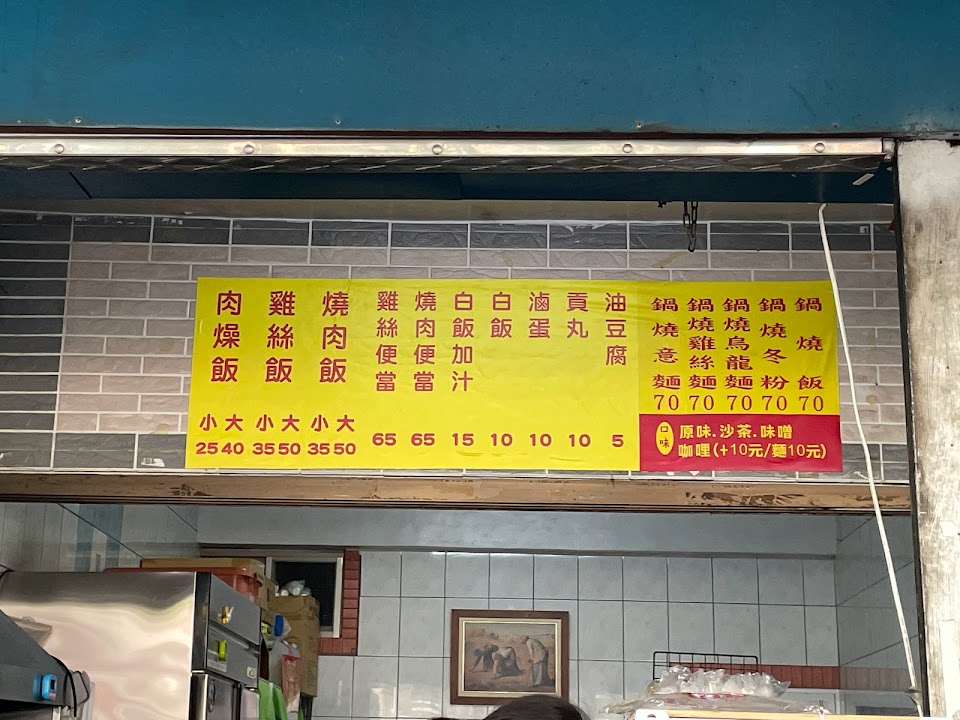 肉燥飯 小 大 25 40
雞絲飯 小 大 35 50
燒肉飯 小 大 35 50
雞絲便當 65
燒肉便當 65
白飯加汁 15
白飯 10
滷蛋 10
貢丸 10
油豆腐 5
鍋燒意麵 70
鍋燒雞絲麵 70
鍋燒烏龍麵 70
鍋燒冬粉 70
鍋燒飯 70
口味
原味.沙茶.味噌
咖哩(+10元/麵10元)